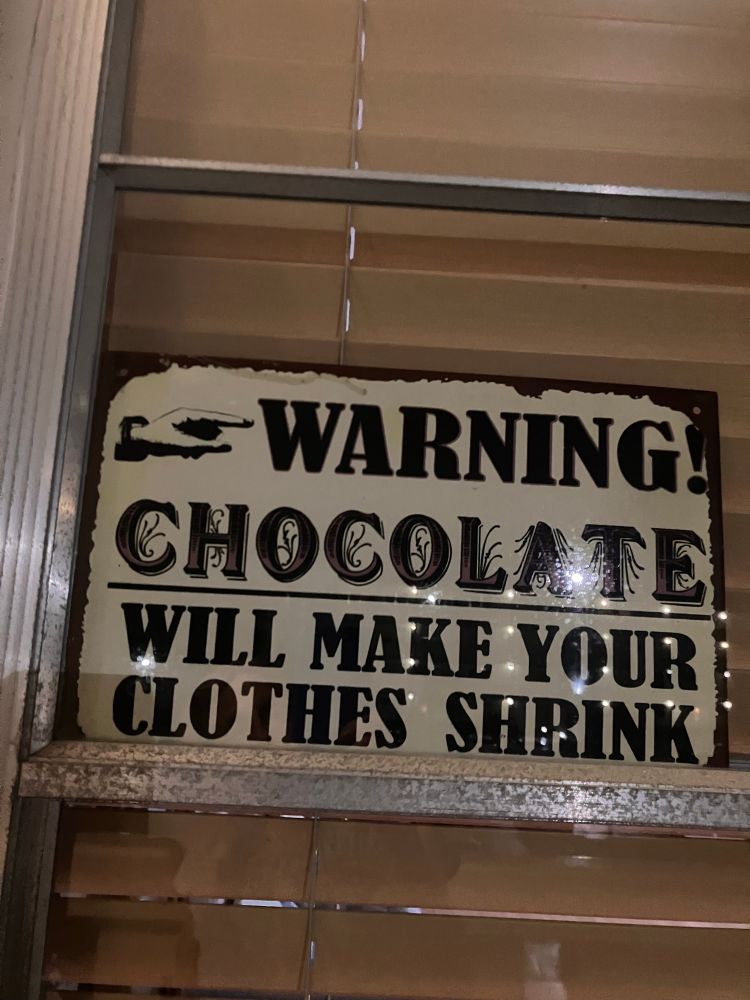 WARNING!
CHOCOLATE
WILL MAKE YOUR
CLOTHES SHRINK